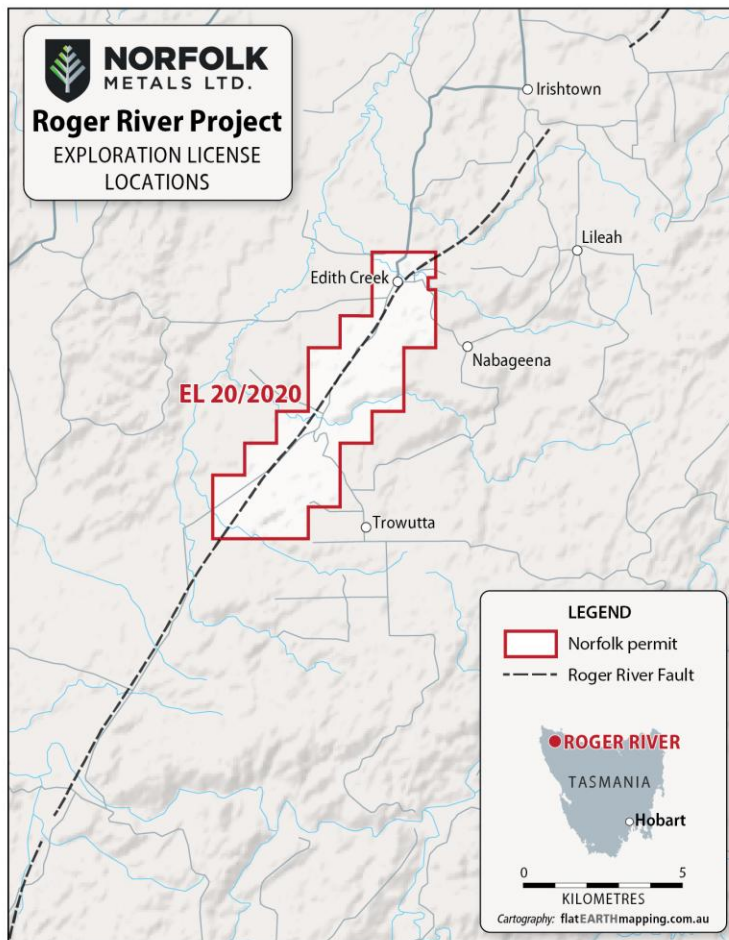 NORFOLK
METALS LTD.
Roger River Project
EXPLORATION LICENSE
LOCATIONS
Irishtown
Lileah
Edith Creek
Nabageena
EL 20/2020
Trowutta
LEGEND
Norfolk permit
Roger River Fault
ROGER RIVER
TASMANIA
Hobart
0 5
KILOMETRES
Cartography: flatEARTHmapping.com.au